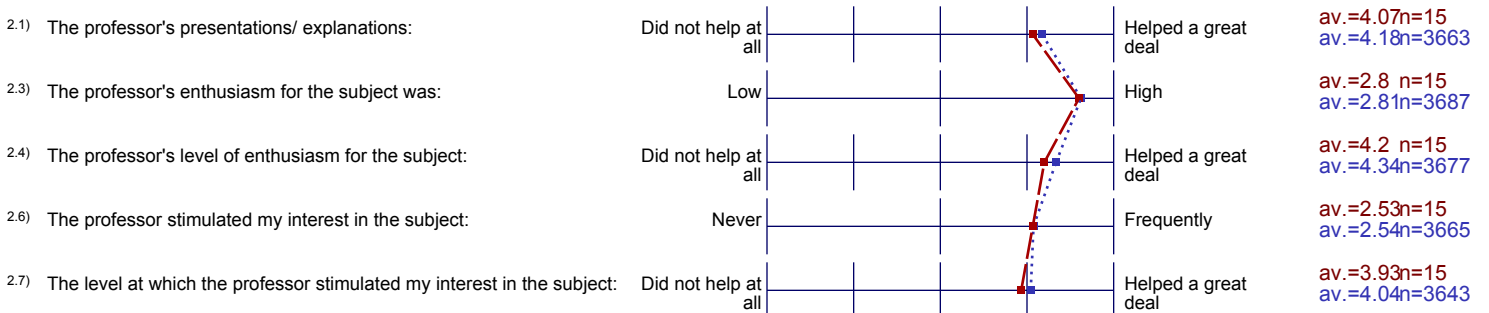 2.1) The professor's presentations/ explanations: Did not help at all Helped a great deal av.=4.07n=15
av.=4.18n=3663
2.3) The professor's enthusiasm for the subject was: Low High av.=2.8 n=15
av.=2.81n=3687
2.4) The professor's level of enthusiasm for the subject: Did not help at all Helped a great deal av.=4.2 n=15
av.=4.34n=3677
2.6) The professor stimulated my interest in the subject: Never Frequently av.=2.53n=15
av.=2.54n=3665
2.7) The level at which the professor stimulated my interest in the subject: Did not help at all Helped a great deal av.=3.93n=15
av.=4.04n=3643